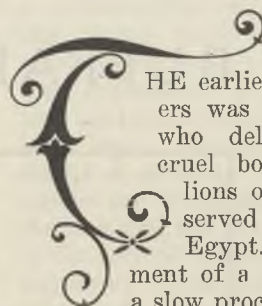 THE earlie
ers was
who del
cruel bo
lions o
served
Egypt.
ment of a
a slow proc